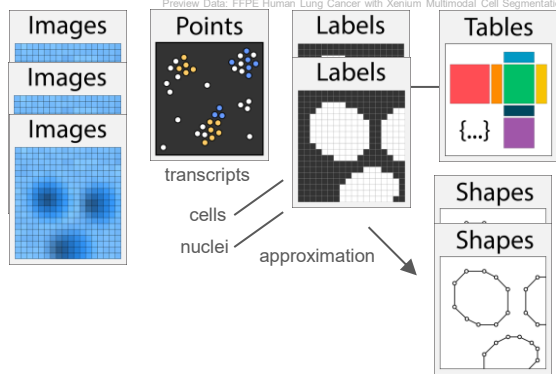 Preview Data: FFPE Human Lung Cancer with Xenium Multimodal Cell Segmentatio
Images
Images
Images
Points
transcripts
Labels
Labels
cells
nuclei
approximation
Tables
{...}
Shapes
Shapes